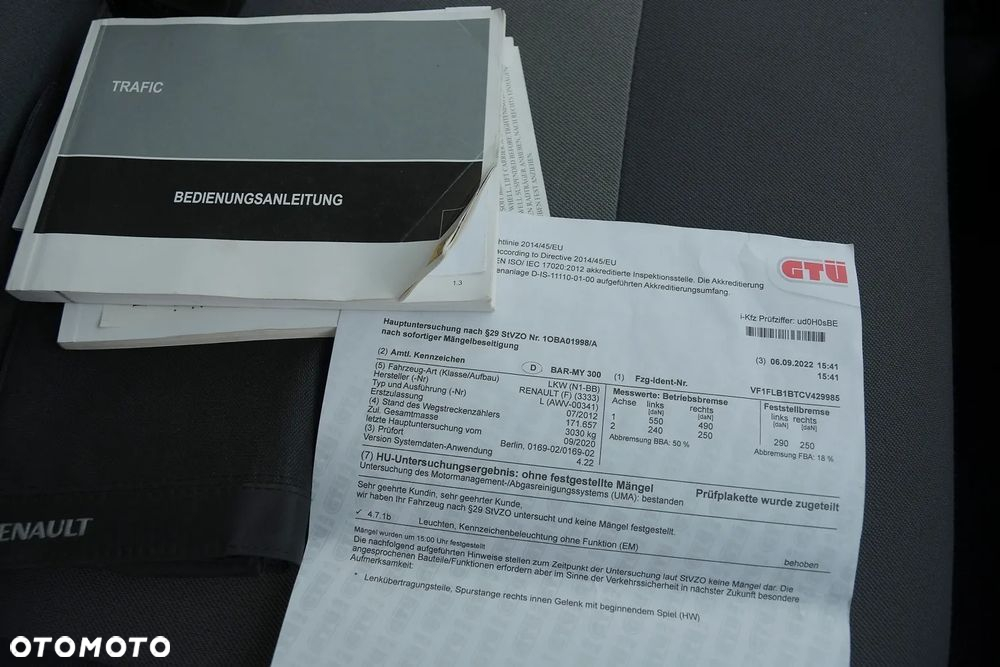 TRAFIC
BEDIENUNGSANLEITUNG
1.3
htlinie 2014/45/EU
according to Directive 2014/45/EU
EN ISO/ IEC 17020:2012 akkreditierte Inspektionsstelle. Die Akkreditierung
enanlage D-IS-11110-01-00 aufgeführten Akkreditierungsumfang.
GTÜ
i-Kfz Prüfziffer: ud0H0sBE
Hauptuntersuchung nach §29 StVZO Nr. 1OBA01998/A
nach sofortiger Mängelbeseitigung
(3) 06.09.2022 15:41
15:41
(2) Amtl. Kennzeichen D BAR-MY 300
(1) Fzg-Ident-Nr. VF1FLB1BTCV429985
(5) Fahrzeug-Art (Klasse/Aufbau) LKW (N1-BB)
Hersteller (-Nr) RENAULT (F) (3333)
Typ und Ausführung (-Nr) L (AWV-00341)
Erstzulassung 07/2012
(4) Stand des Wegstreckenzählers 171.657
Zul. Gesamtmasse 3030 kg
letzte Hauptuntersuchung vom 09/2020
(3) Prüfort Berlin, 0169-02/0169-02
Version Systemdaten-Anwendung 4.22
Messwerte: Betriebsbremse
Achse links rechts
[daN] [daN]
1 550 490
2 240 250
Abbremsung BBA: 50 %
Feststellbremse
links rechts
[daN] [daN]
290 250
Abbremsung FBA: 18 %
(7) HU-Untersuchungsergebnis: ohne festgestellte Mängel Prüfplakette wurde zugeteilt
Untersuchung des Motormanagement-/Abgasreinigungssystems (UMA): bestanden
Sehr geehrte Kundin, sehr geehrter Kunde,
wir haben Ihr Fahrzeug nach §29 StVZO untersucht und keine Mängel festgestellt.
✓ 4.7.1b Leuchten, Kennzeichenbeleuchtung ohne Funktion (EM) behoben
Mängel wurden um 15:00 Uhr festgestellt
Die nachfolgend aufgeführten Hinweise stellen zum Zeitpunkt der Untersuchung laut StVZO keine Mängel dar. Die
angesprochenen Bauteile/Funktionen erfordern aber im Sinne der Verkehrssicherheit in nächster Zukunft besondere
Aufmerksamkeit:
* Lenkübertragungsteile, Spurstange rechts innen Gelenk mit beginnendem Spiel (HW)
ENAULT
OTOMOTO